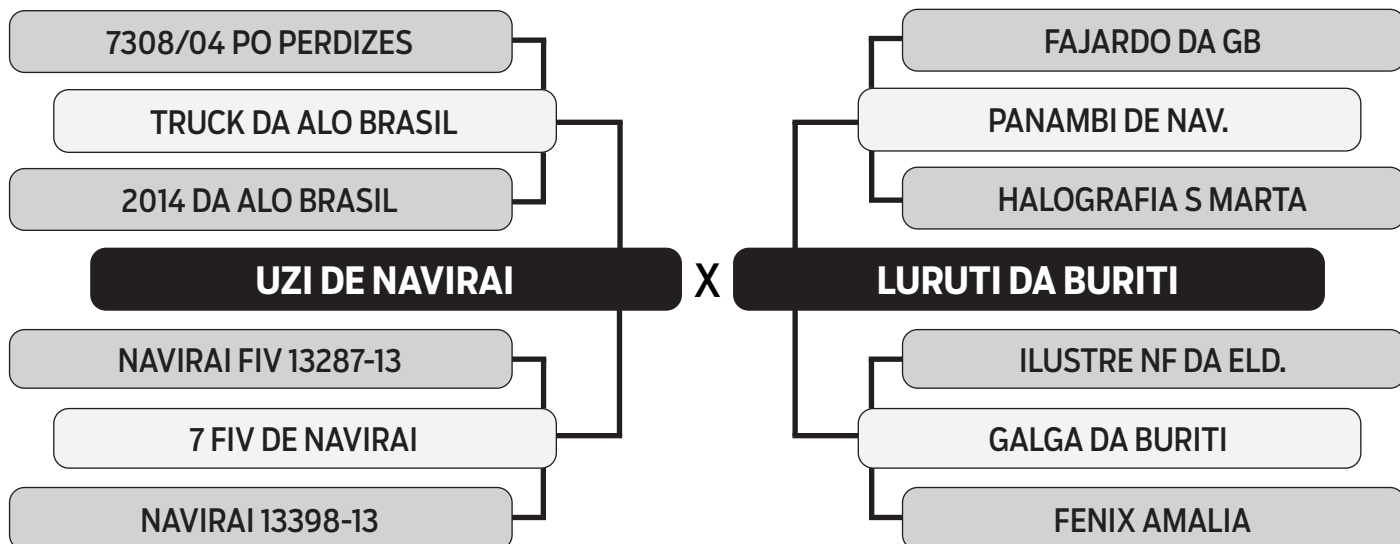 7308/04 PO PERDIZES
TRUCK DA ALO BRASIL
2014 DA ALO BRASIL
UZI DE NAVIRAI
NAVIRAI FIV 13287-13
7 FIV DE NAVIRAI
NAVIRAI 13398-13
X
FAJARDO DA GB
PANAMBI DE NAV.
HALOGRAFIA S MARTA
LURUTI DA BURITI
ILUSTRE NF DA ELD.
GALGA DA BURITI
FENIX AMALIA